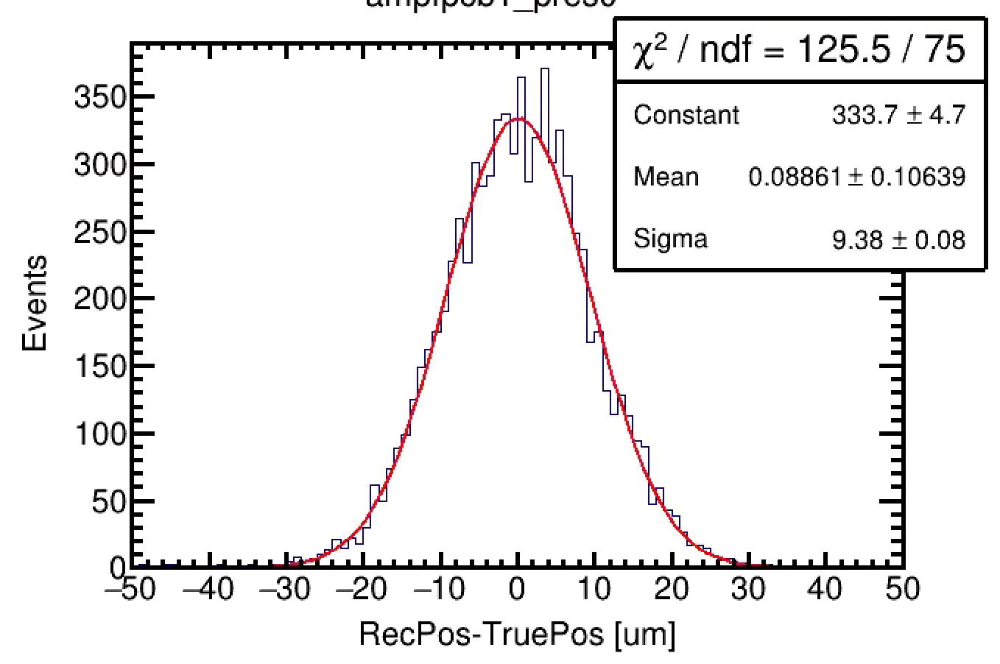 χ² / ndf = 125.5 / 75
Constant 333.7 ± 4.7
Mean 0.08861 ± 0.10639
Sigma 9.38 ± 0.08
Events
350
300
250
200
150
100
50
0
−50 −40 −30 −20 −10 0 10 20 30 40 50
RecPos-TruePos [um]